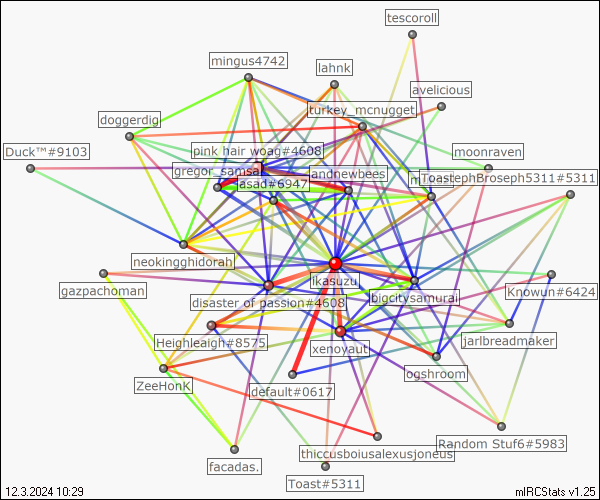 tescoroll
mingus4742
lahnk
avelicious
turkey_mcnugget
doggerdig
Duck™#9103
pink hair woag#4608
moonraven
gregor_samsa
andnewbees
ToastephBroseph5311#5311
lasad#6947
neokingghidorah
Ikasuzu
gazpachoman
disaster of passion#4608
bigcitysamurai
Knowun#6424
Heighleaigh#8575
xenoyaut
jarlbreadmaker
ZeeHonK
default#0617
ogshroom
facadas.
thiccusboiusalexusjoneus
Random Stuf6#5983
Toast#5311
12.3.2024 10:29
mIRCStats v1.25